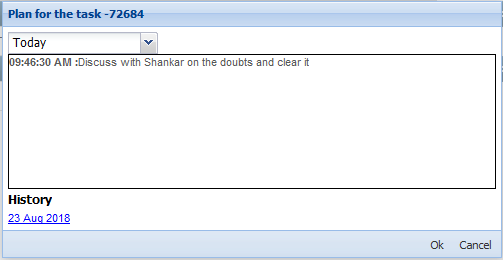 Plan for the task -72684
Today
09:46:30 AM :Discuss with Shankar on the doubts and clear it
History
23 Aug 2018
Ok Cancel